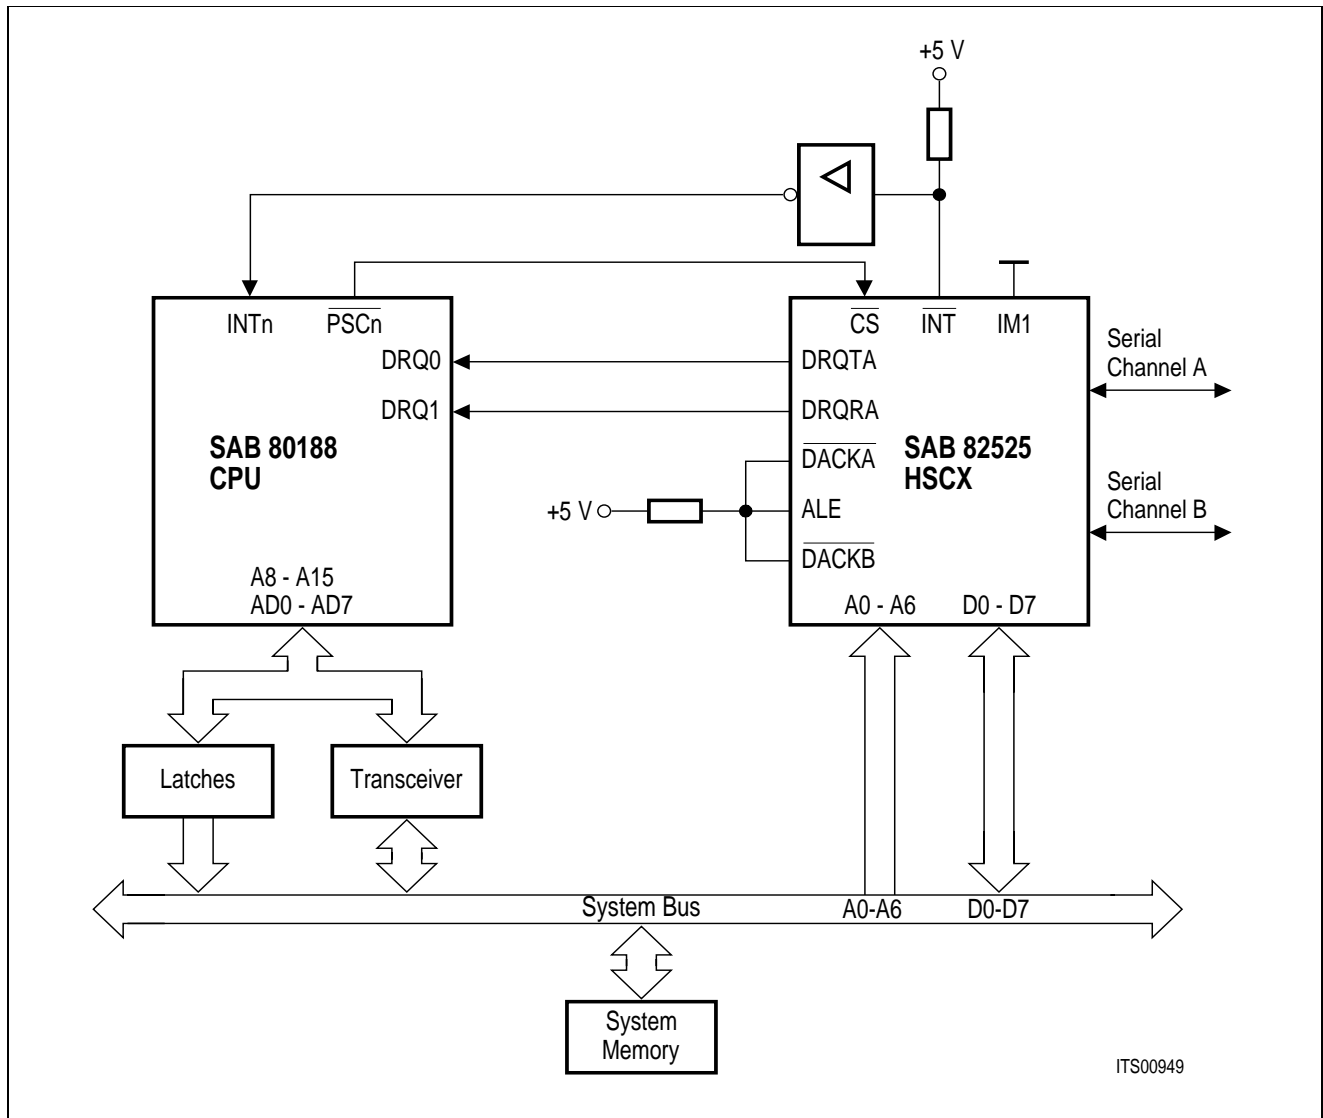 +5 V
INTn
PSCn
CS
INT
IM1
DRQ0
DRQTA
DRQ1
DRQRA
SAB 80188
CPU
DACKA
SAB 82525
HSCX
Serial
Channel A
+5 V
ALE
Serial
Channel B
DACKB
A8 - A15
AD0 - AD7
A0 - A6
D0 - D7
Latches
Transceiver
System Bus
A0-A6
D0-D7
System
Memory
ITS00949